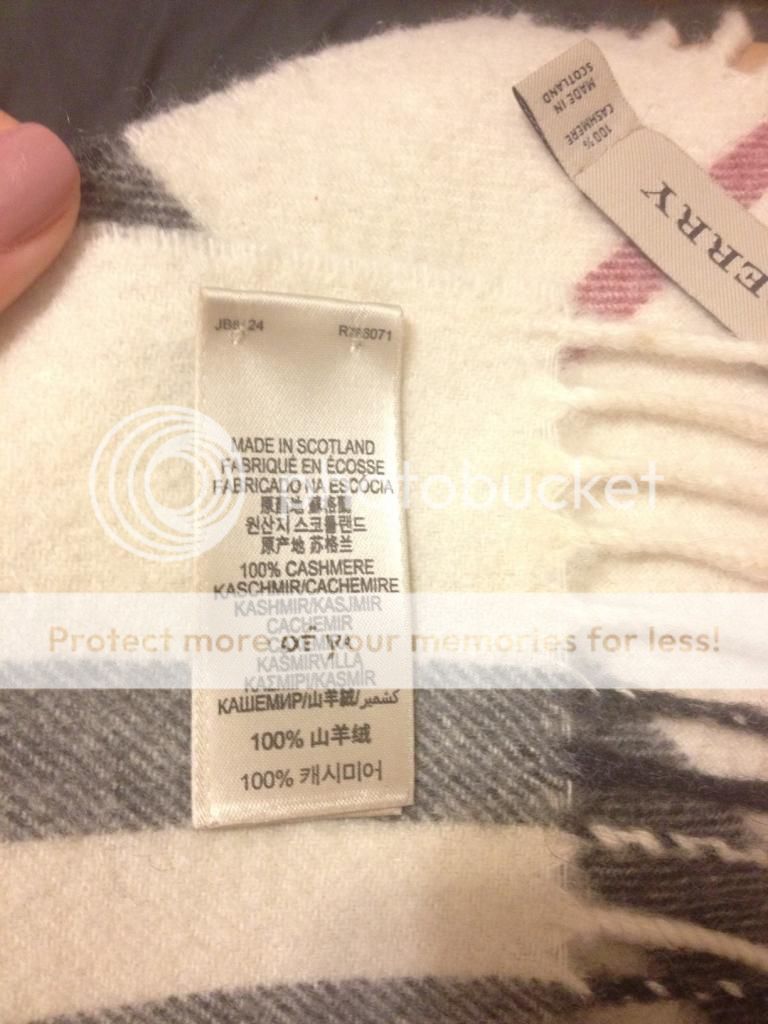 MADE IN
SCOTLAND
100%
CASHMERE
ERRY
MADE IN SCOTLAND
FABRIQUÉ EN ÉCOSSE
FABRICADO NA ESCÓCIA
원산지 스코틀랜드
原产地 苏格兰
100% CASHMERE
KASCHMIR/CACHEMIRE
KASHMIR/KASJMIR
CACHEMIR
KASMIRVILLA
ΚΑΣΜΙΡΙ/KAŞMİR
КАШЕМИР/山羊绒/كشمير
100% 山羊绒
100% 캐시미어
photobucket
Protect more of your memories for less!